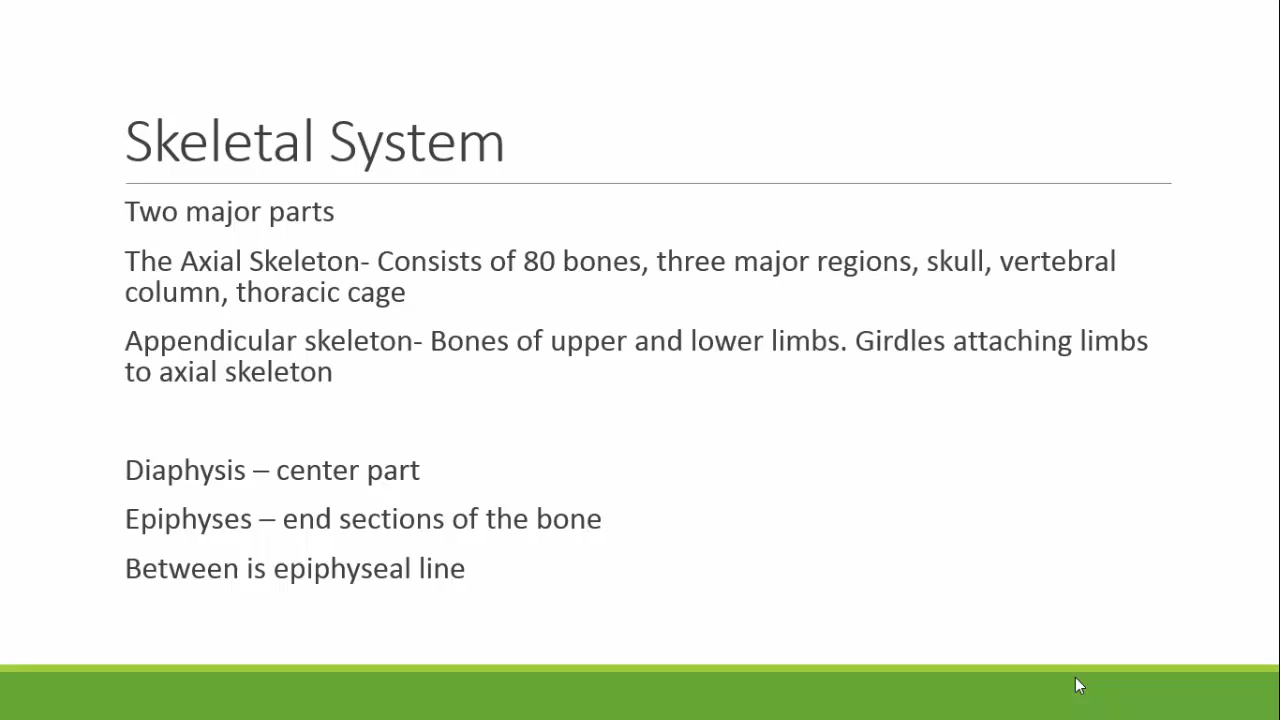 Skeletal System
Two major parts
The Axial Skeleton- Consists of 80 bones, three major regions, skull, vertebral
column, thoracic cage
Appendicular skeleton- Bones of upper and lower limbs. Girdles attaching limbs
to axial skeleton
Diaphysis – center part
Epiphyses – end sections of the bone
Between is epiphyseal line